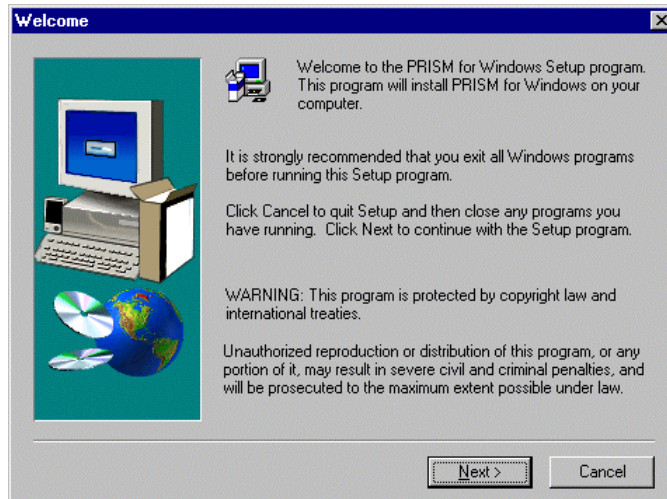 Welcome
Welcome to the PRISM for Windows Setup program.
This program will install PRISM for Windows on your
computer.
It is strongly recommended that you exit all Windows programs
before running this Setup program.
Click Cancel to quit Setup and then close any programs you
have running. Click Next to continue with the Setup program.
WARNING: This program is protected by copyright law and
international treaties.
Unauthorized reproduction or distribution of this program, or any
portion of it, may result in severe civil and criminal penalties, and
will be prosecuted to the maximum extent possible under law.
Next > Cancel